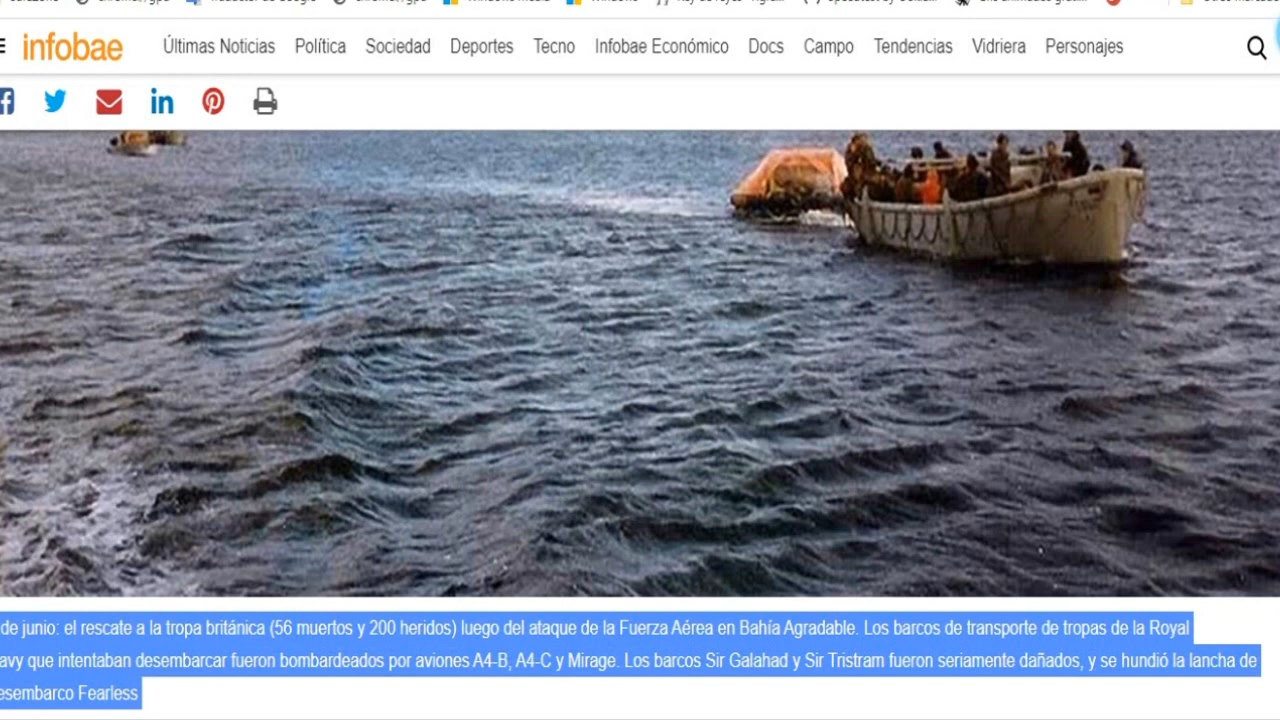 infobae Últimas Noticias Política Sociedad Deportes Tecno Infobae Económico Docs Campo Tendencias Vidriera Personajes
de junio: el rescate a la tropa británica (56 muertos y 200 heridos) luego del ataque de la Fuerza Aérea en Bahía Agradable. Los barcos de transporte de tropas de la Royal
avy que intentaban desembarcar fueron bombardeados por aviones A4-B, A4-C y Mirage. Los barcos Sir Galahad y Sir Tristram fueron seriamente dañados, y se hundió la lancha de
esembarco Fearless